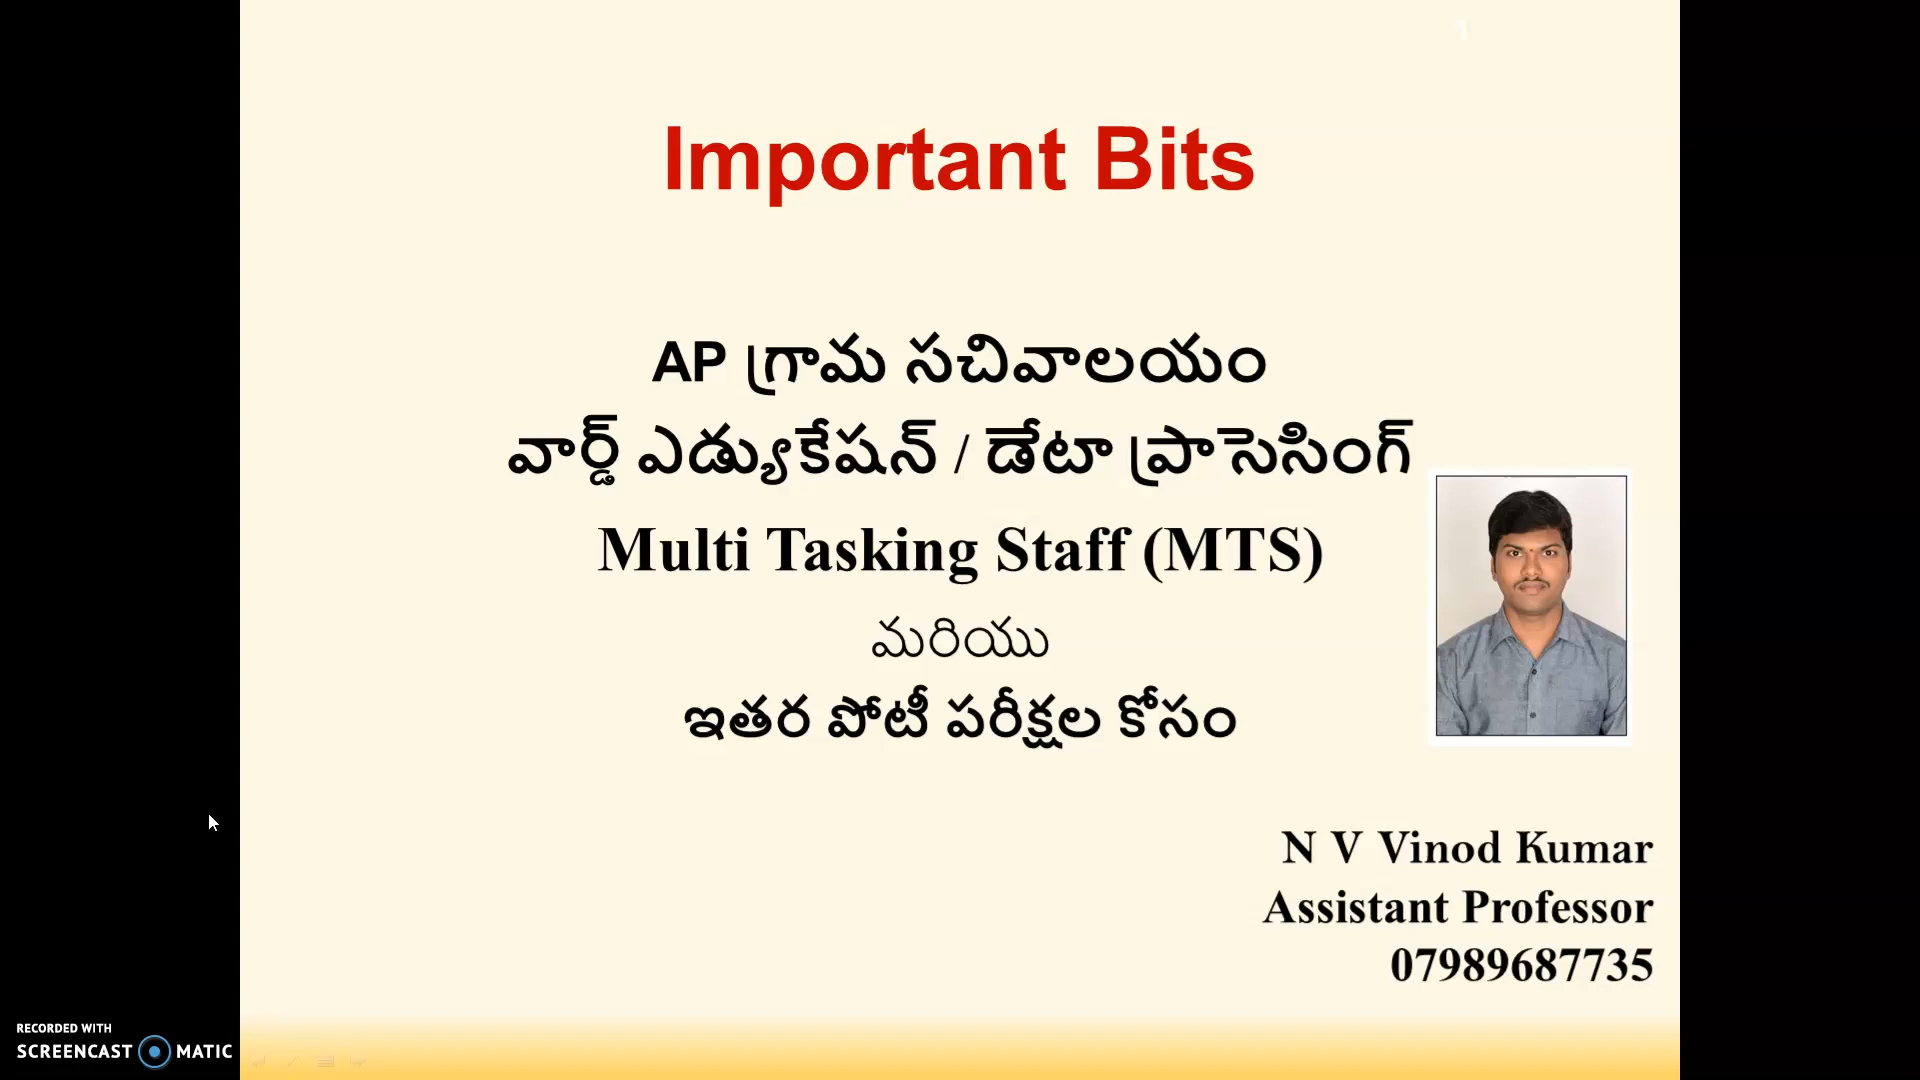 1
Important Bits
AP గ్రామ సచివాలయం
వార్డ్ ఎడ్యుకేషన్ / డేటా ప్రాసెసింగ్
Multi Tasking Staff (MTS)
మరియు
ఇతర పోటీ పరీక్షల కోసం
N V Vinod Kumar
Assistant Professor
07989687735
RECORDED WITH
SCREENCAST MATIC